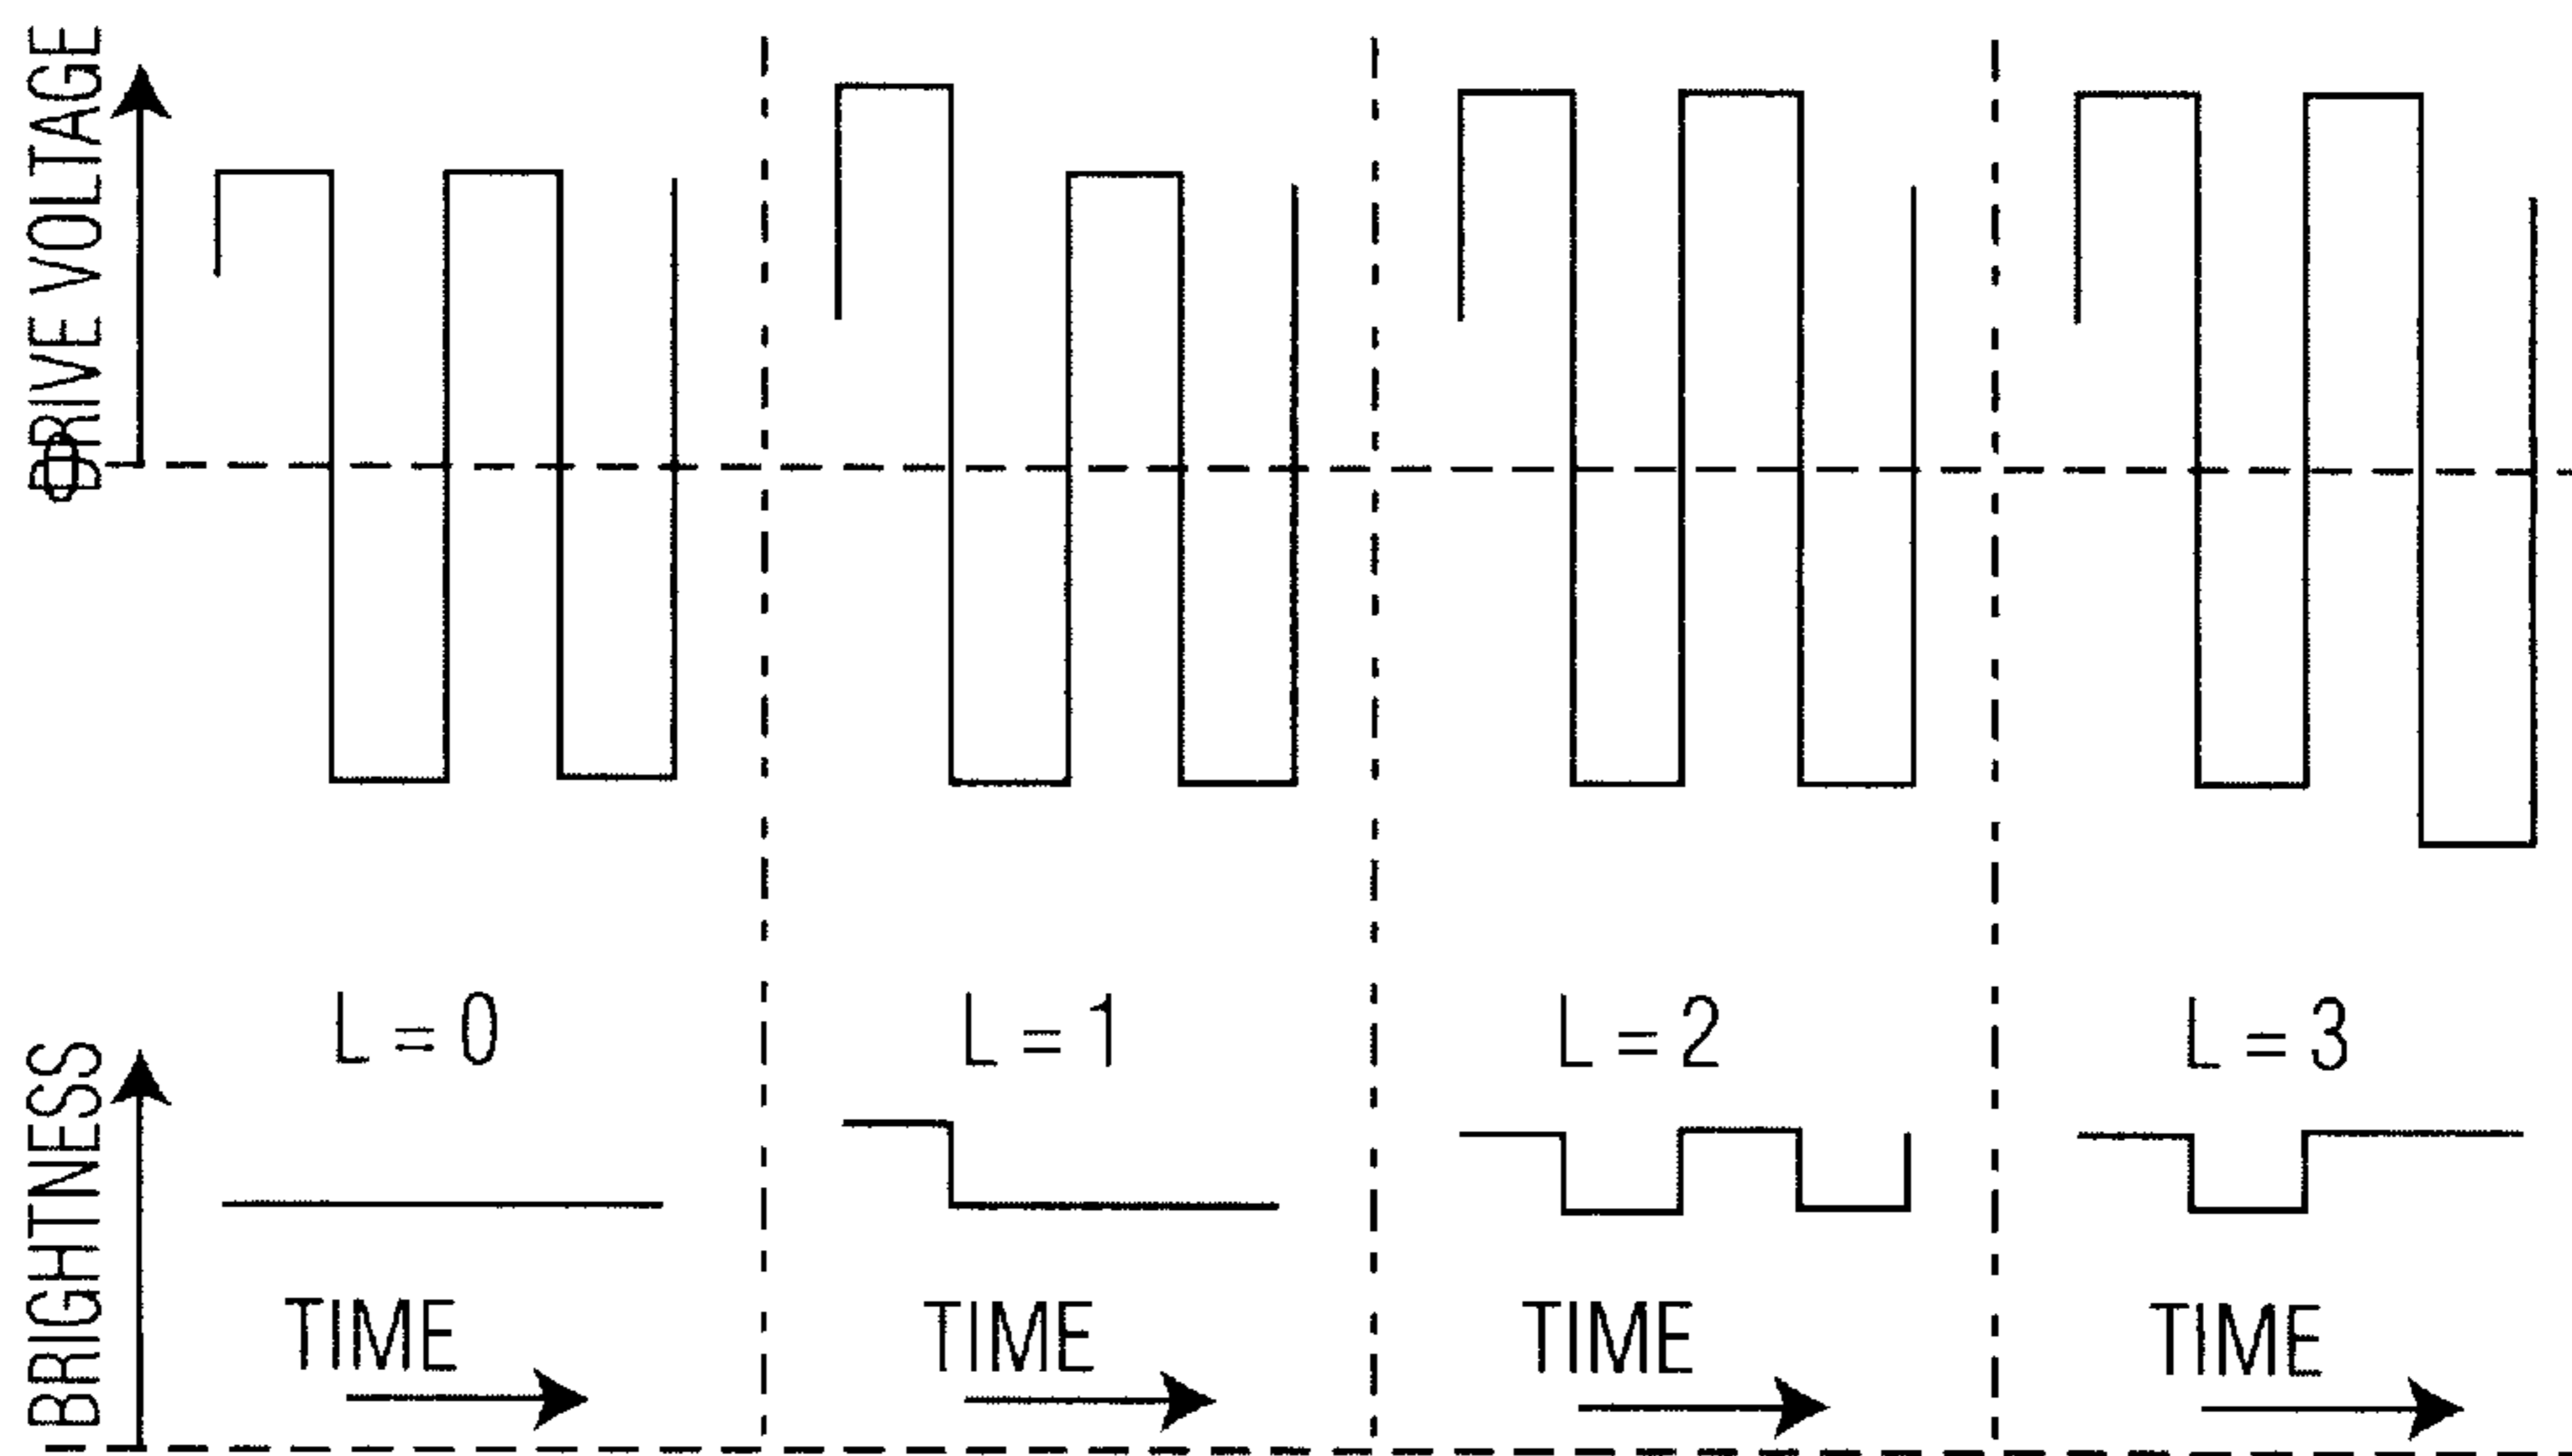 DRIVE VOLTAGE
0
L = 0
L = 1
L = 2
L = 3
BRIGHTNESS
TIME
TIME
TIME
TIME